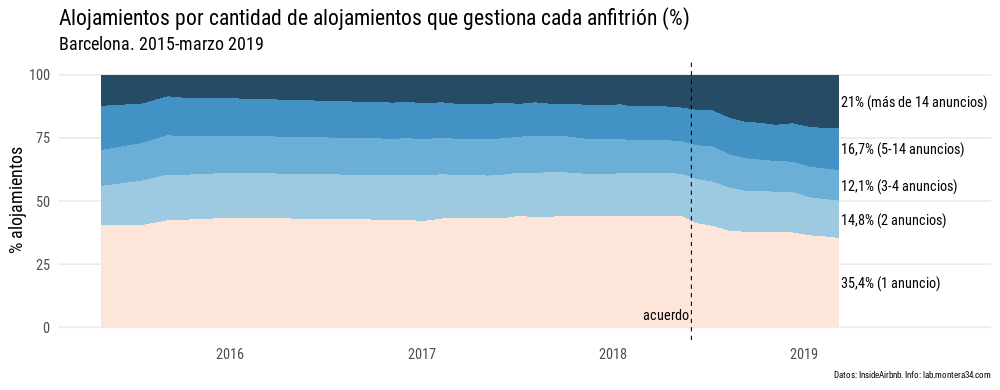 Alojamientos por cantidad de alojamientos que gestiona cada anfitrión (%)
Barcelona. 2015-marzo 2019
% alojamientos
100
75
50
25
0
21% (más de 14 anuncios)
16,7% (5-14 anuncios)
12,1% (3-4 anuncios)
14,8% (2 anuncios)
35,4% (1 anuncio)
acuerdo
2016
2017
2018
2019
Datos: InsideAirbnb. Info: lab.montera34.com